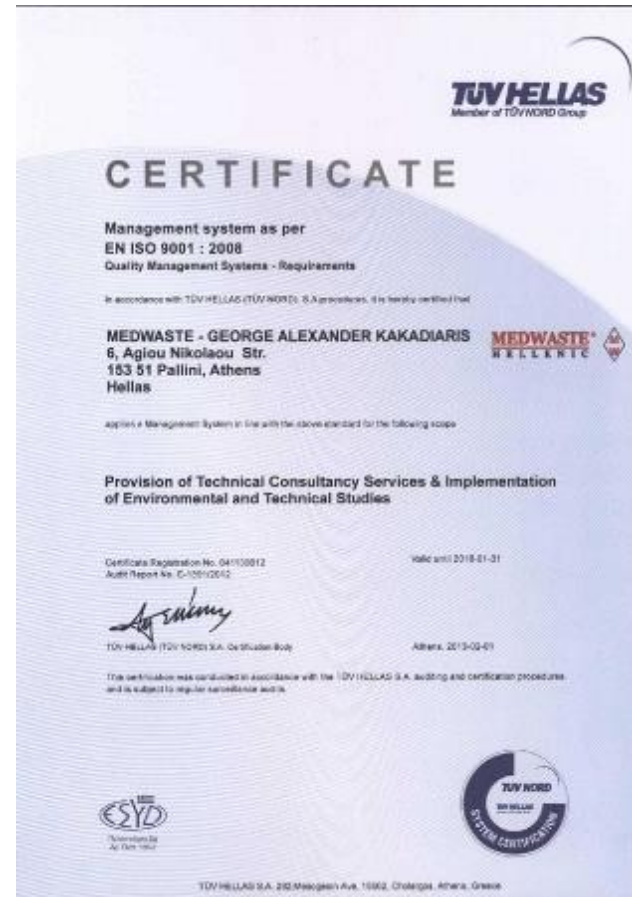 TÜV HELLAS
Member of TÜV NORD Group
CERTIFICATE
Management system as per
EN ISO 9001 : 2008
Quality Management Systems - Requirements
In accordance with TÜV HELLAS (TÜV NORD), S.A procedures, it is hereby certified that
MEDWASTE - GEORGE ALEXANDER KAKADIARIS
MEDWASTE®
HELLENIC
6, Agiou Nikolaou Str.
153 51 Pallini, Athens
Hellas
applies a Management System in line with the above standard for the following scope
Provision of Technical Consultancy Services & Implementation
of Environmental and Technical Studies
Certificate Registration No.
Valid until
Audit Report No.
TÜV HELLAS (TÜV NORD) S.A. Certification Body
Athens,
This certification was conducted in accordance with the TÜV HELLAS S.A. auditing and certification procedures
and is subject to regular surveillance audits.
ESYD
TÜV NORD
TÜV HELLAS
SYSTEM CERTIFICATION
TÜV HELLAS S.A. 282, Mesogeion Ave, Cholargos, Athens, Greece